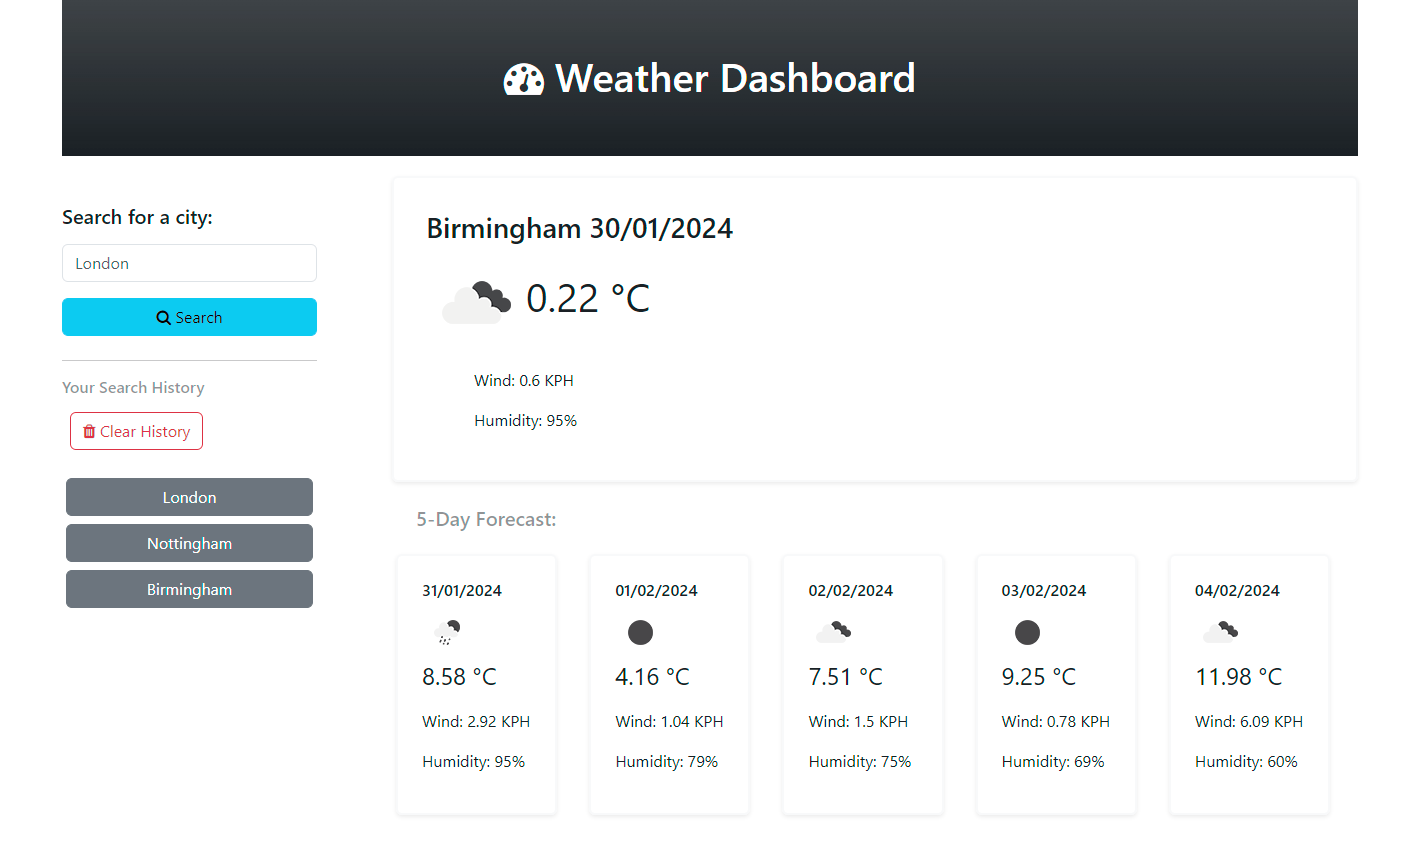 Weather Dashboard
Search for a city:
London
Search
Your Search History
Clear History
London
Nottingham
Birmingham
Birmingham 30/01/2024
0.22 °C
Wind: 0.6 KPH
Humidity: 95%
5-Day Forecast:
31/01/2024
8.58 °C
Wind: 2.92 KPH
Humidity: 95%
01/02/2024
4.16 °C
Wind: 1.04 KPH
Humidity: 79%
02/02/2024
7.51 °C
Wind: 1.5 KPH
Humidity: 75%
03/02/2024
9.25 °C
Wind: 0.78 KPH
Humidity: 69%
04/02/2024
11.98 °C
Wind: 6.09 KPH
Humidity: 60%